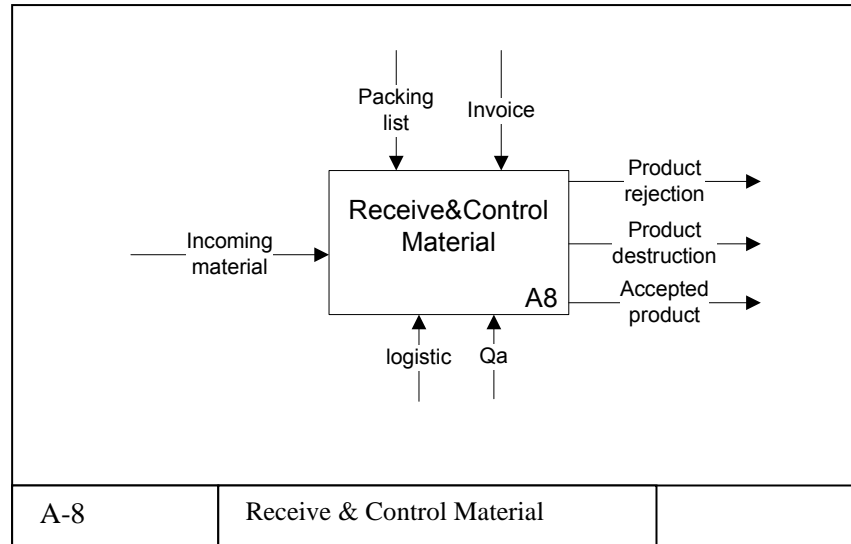 Packing
list
Invoice
Receive&Control
Material
A8
Incoming
material
Product
rejection
Product
destruction
Accepted
product
logistic
Qa
A-8
Receive & Control Material